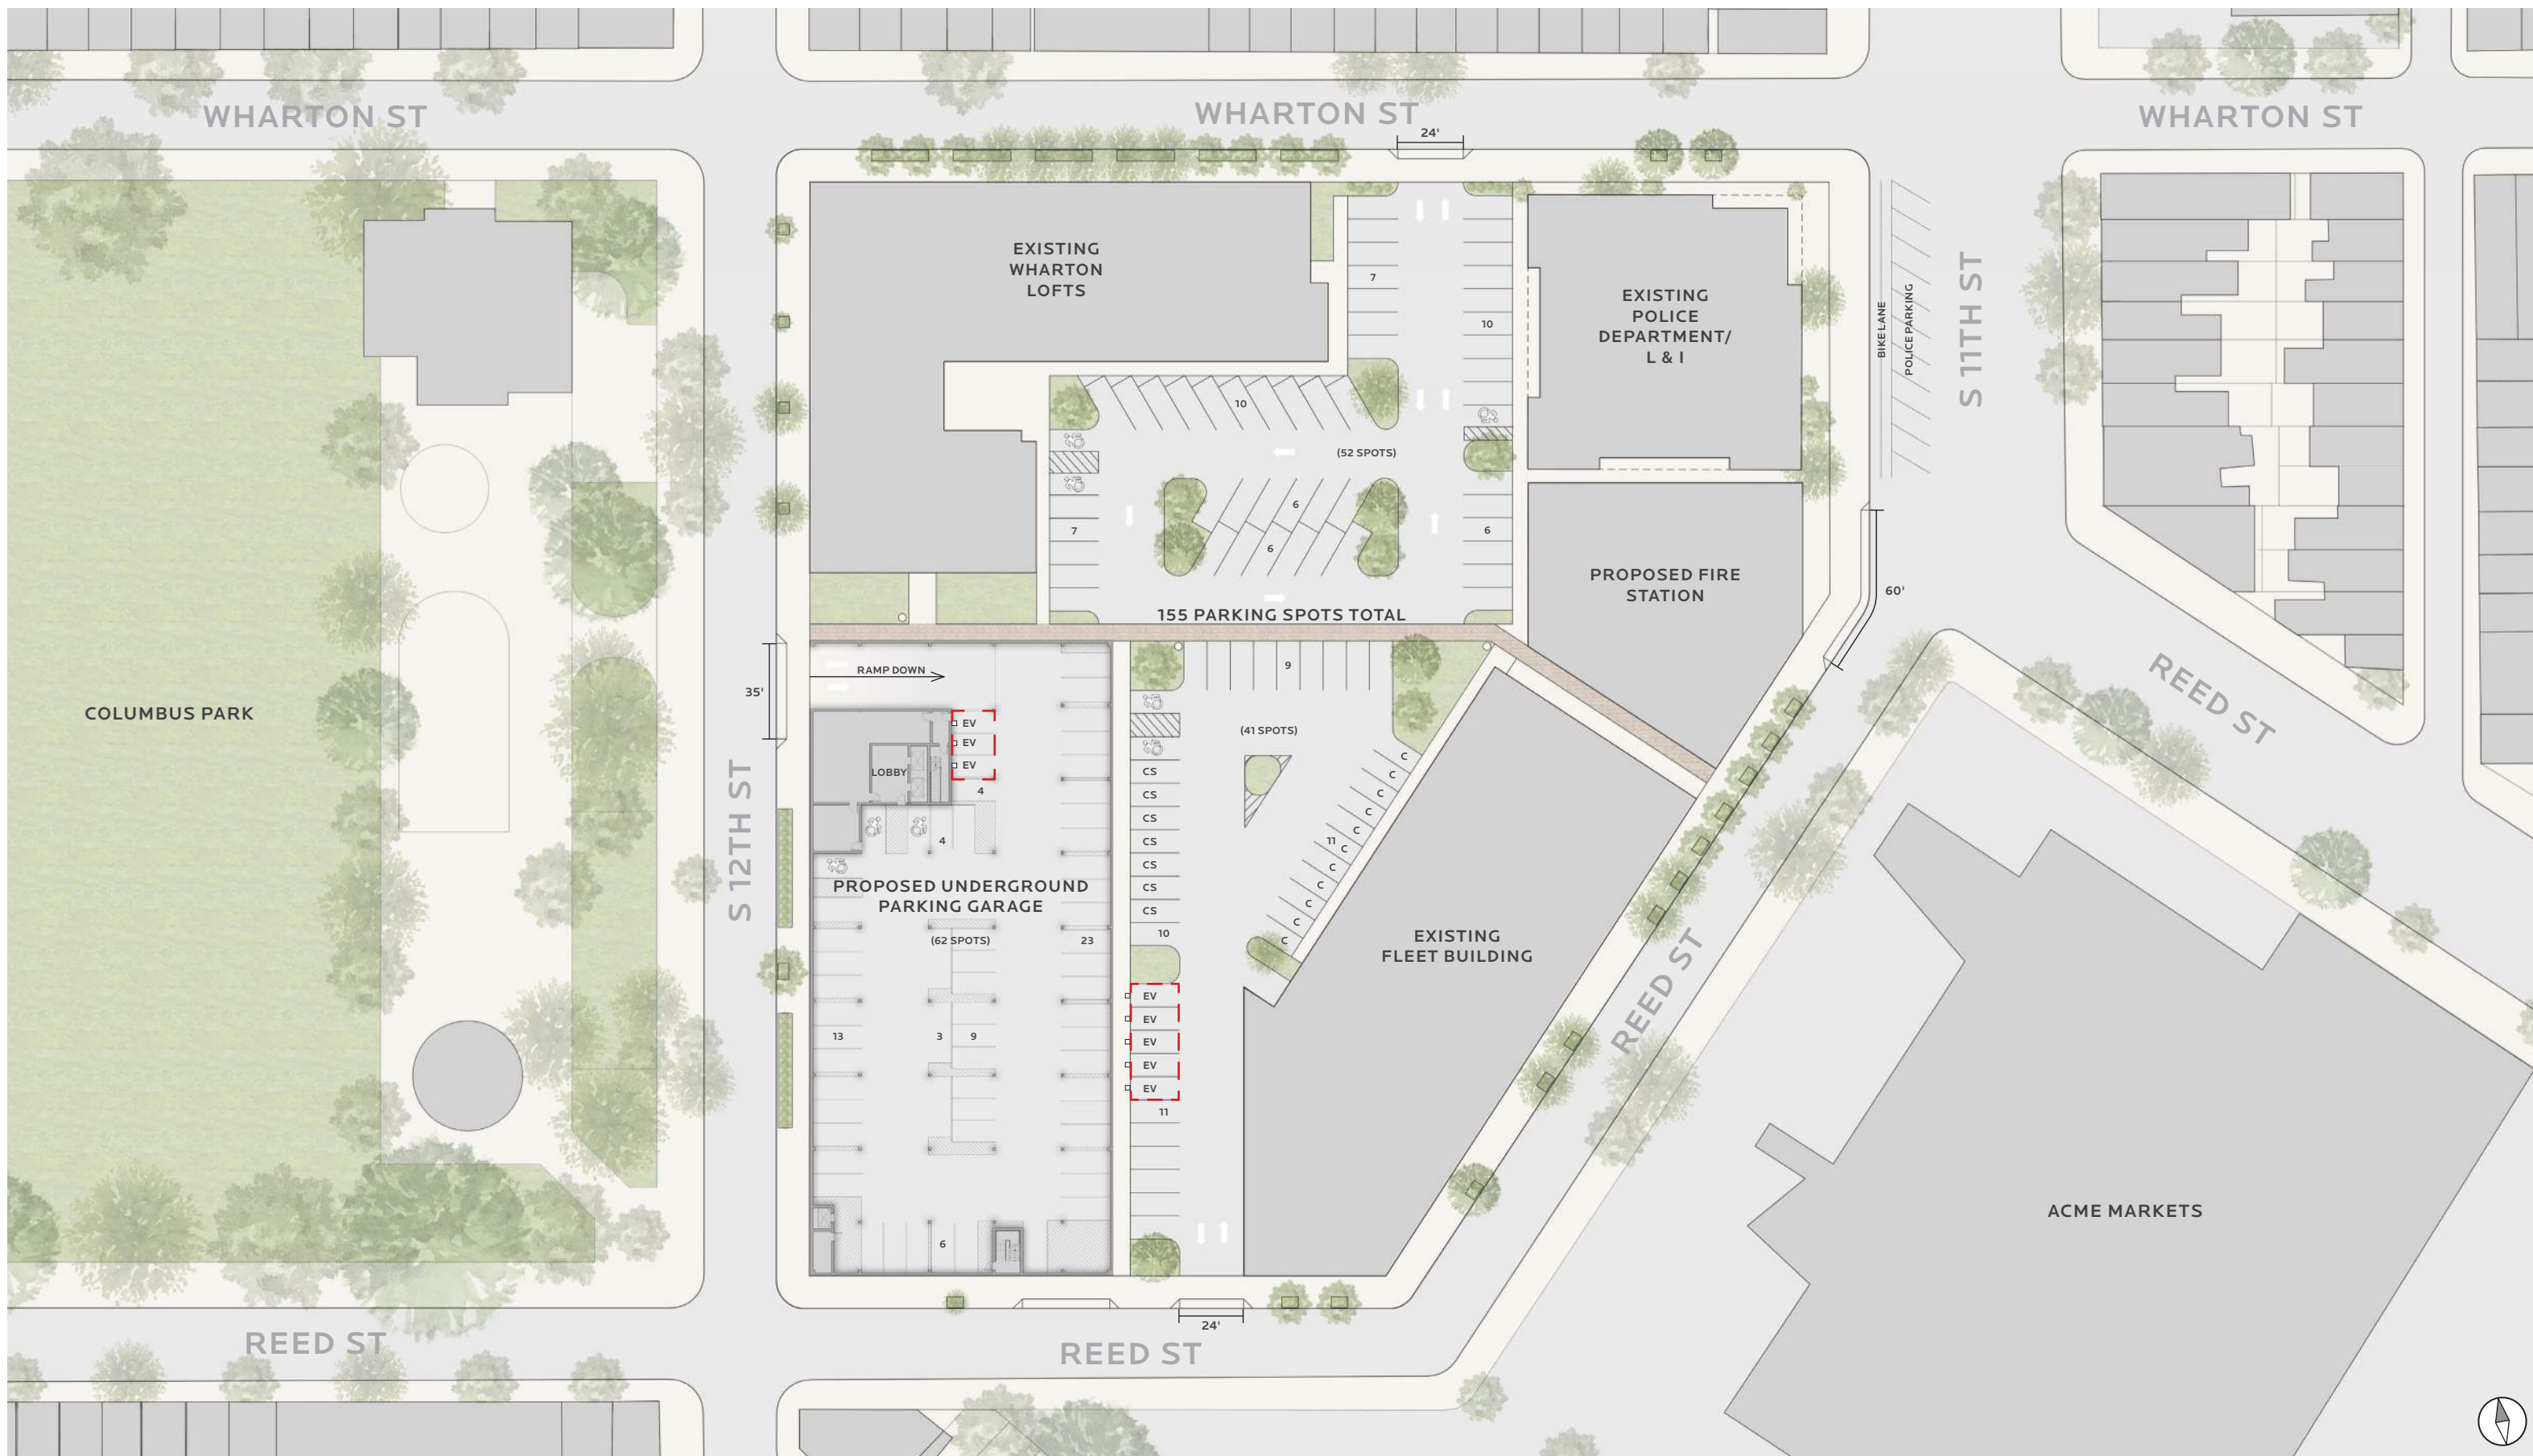 WHARTON ST
WHARTON ST
WHARTON ST
24'
EXISTING
WHARTON
LOFTS
7
10
EXISTING
POLICE
DEPARTMENT/
L & I
BIKE LANE
POLICE PARKING
S 11TH ST
10
(52 SPOTS)
6
7
6
6
PROPOSED FIRE
STATION
60'
155 PARKING SPOTS TOTAL
RAMP DOWN
9
35'
COLUMBUS PARK
REED ST
EV
EV
EV
LOBBY
4
4
(41 SPOTS)
CS
CS
CS
CS
CS
CS
CS
10
C
C
C
C
C
11
C
C
C
C
C
C
S 12TH ST
PROPOSED UNDERGROUND
PARKING GARAGE
(62 SPOTS)
23
EXISTING
FLEET BUILDING
REED ST
EV
EV
EV
EV
EV
11
13
3
9
6
ACME MARKETS
24'
REED ST
REED ST